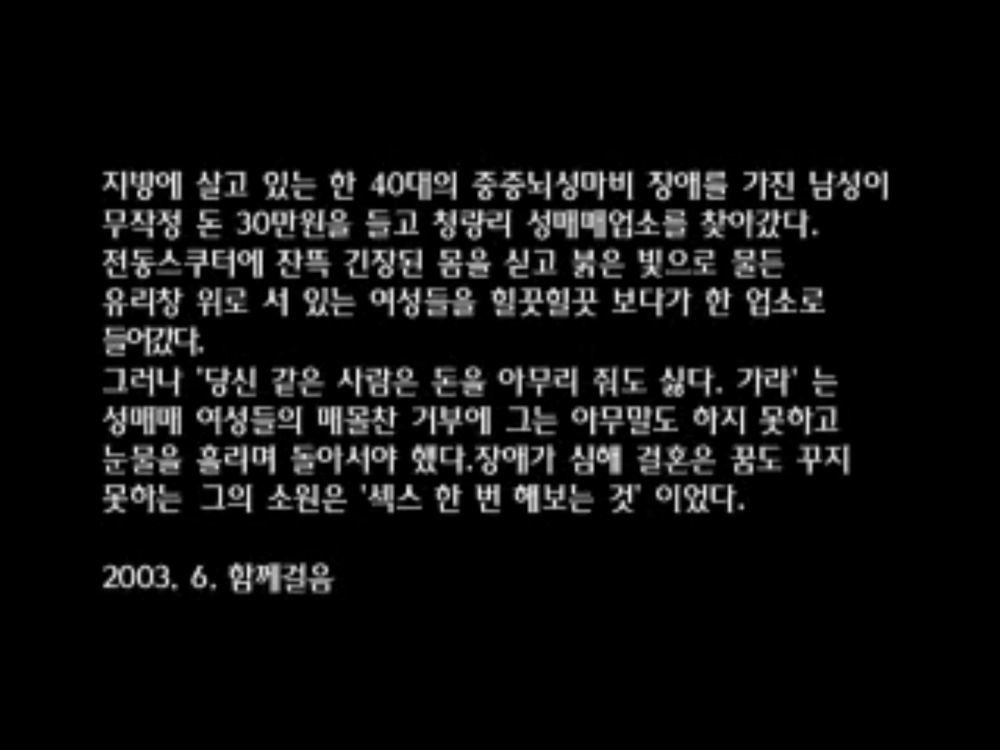 지방에 살고 있는 한 40대의 중증뇌성마비 장애를 가진 남성이
무작정 돈 30만원을 들고 청량리 성매매업소를 찾아갔다.
전동스쿠터에 잔뜩 긴장된 몸을 싣고 붉은 빛으로 물든
유리창 위로 서 있는 여성들을 힐끗힐끗 보다가 한 업소로
들어갔다.
그러나 '당신 같은 사람은 돈을 아무리 줘도 싫다. 가라' 는
성매매 여성들의 매몰찬 거부에 그는 아무말도 하지 못하고
눈물을 흘리며 돌아서야 했다.장애가 심해 결혼은 꿈도 꾸지
못하는 그의 소원은 '섹스 한 번 해보는 것' 이었다.
2003. 6. 함께걸음